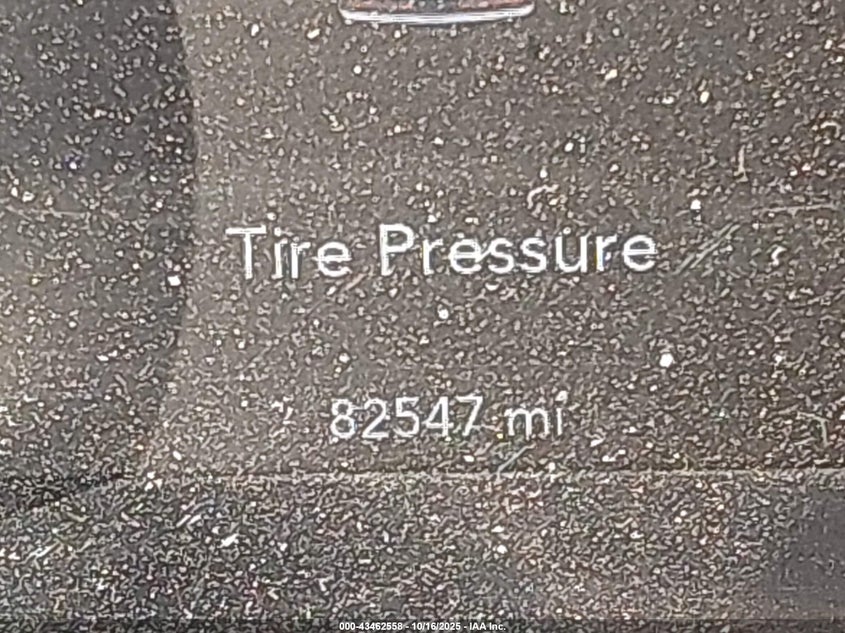 Tire Pressure
82547 mi
000-43462558 - 10/16/2025 - IAA Inc.